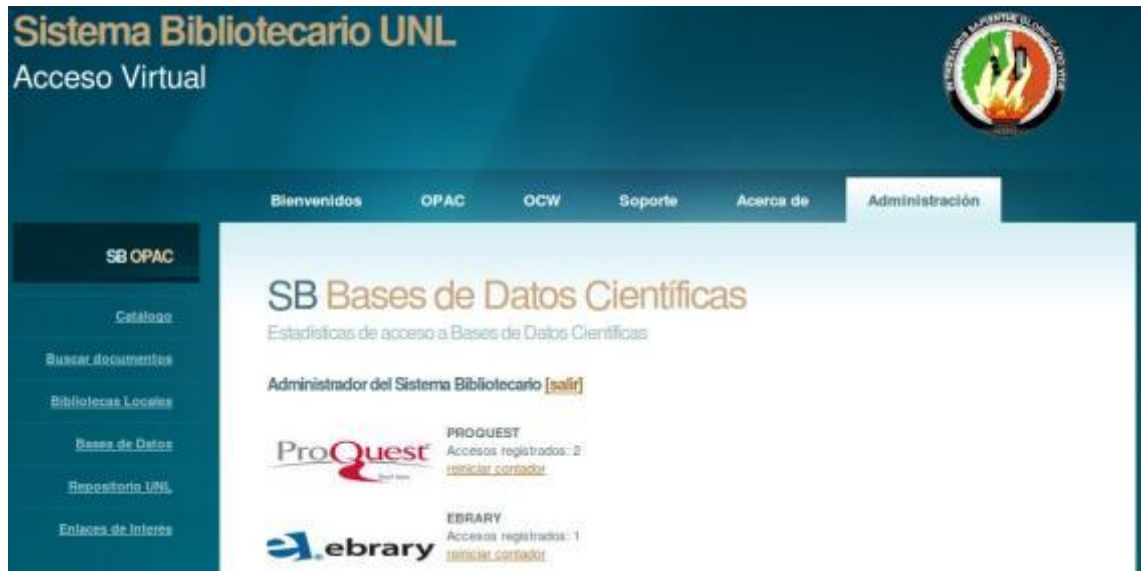 Sistema Bibliotecario UNL
Acceso Virtual
Bienvenidos OPAC OCW Soporte Acerca de Administración
SB OPAC
Catálogo
Buscar documentos
Bibliotecas Locales
Bases de Datos
Repositorio UNL
Enlaces de Interés
SB Bases de Datos Científicas
Estadísticas de acceso a Bases de Datos Científicas
Administrador del Sistema Bibliotecario [salir]
ProQuest
PROQUEST
Accesos registrados: 2
reiniciar contador
ebrary
EBRARY
Accesos registrados: 1
reiniciar contador